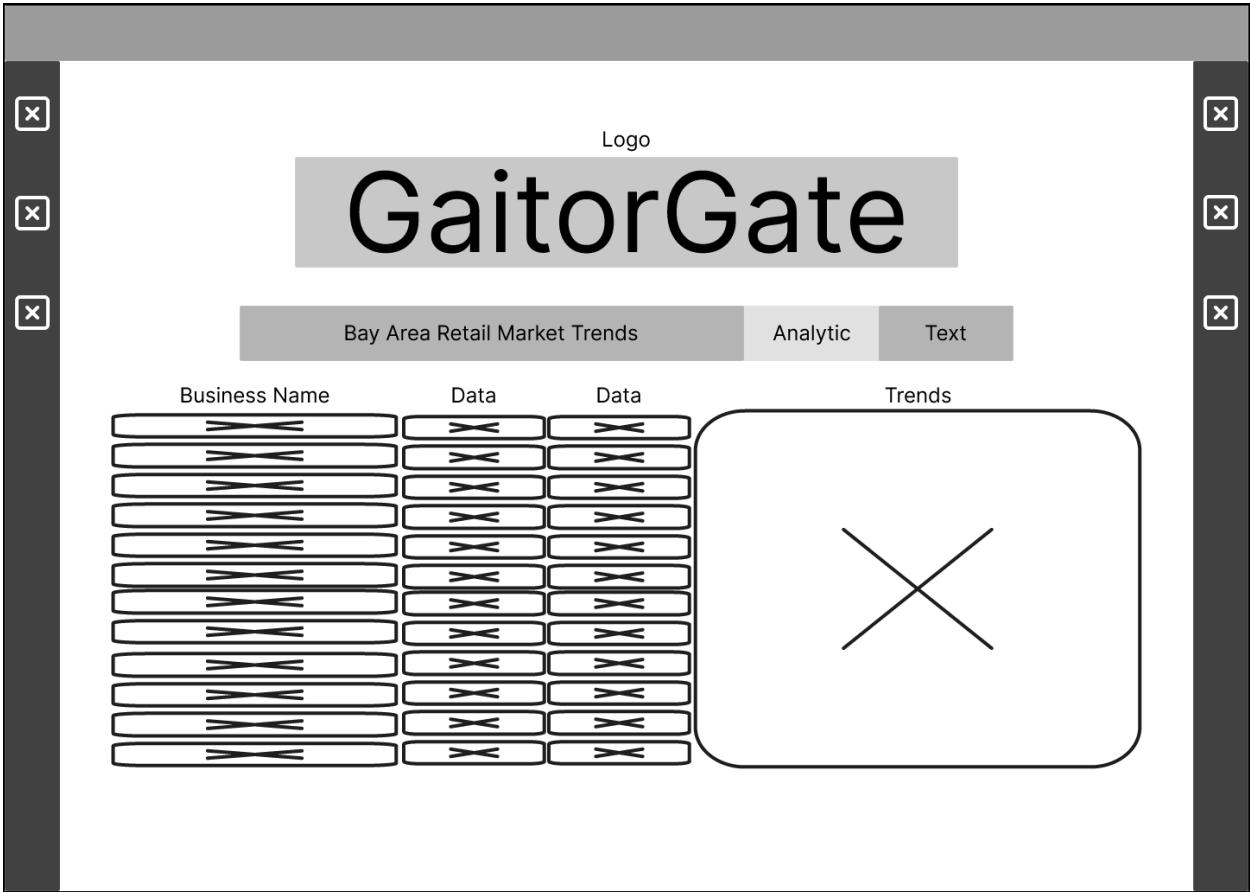 Logo
GaitorGate
Bay Area Retail Market Trends Analytic Text
Business Name Data Data Trends